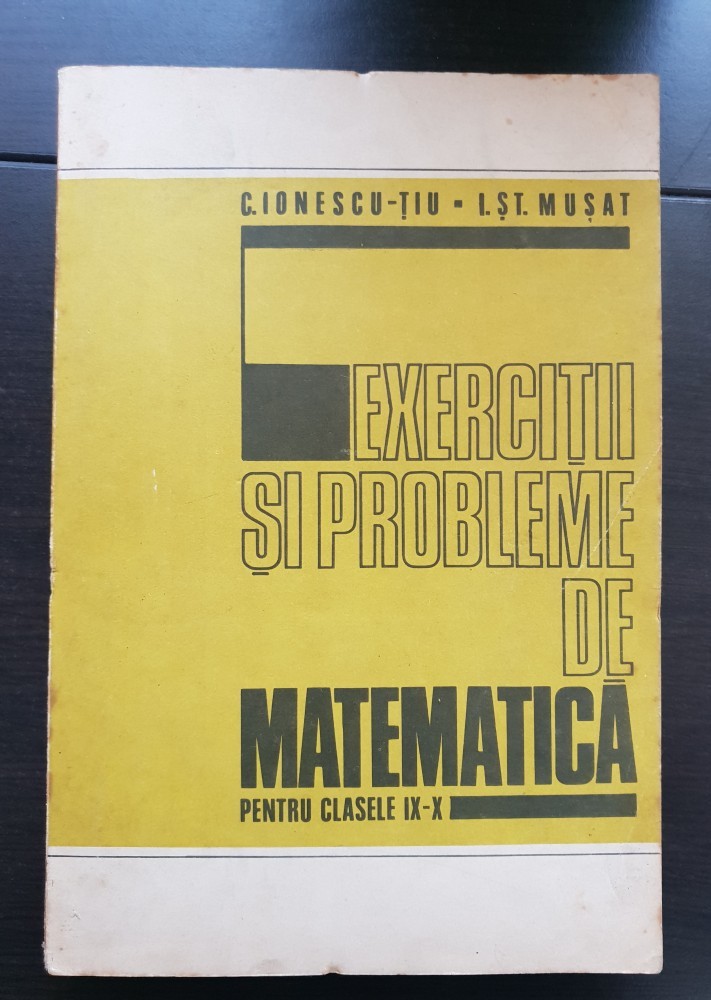 C.IONESCU-ȚIU ▪ I.ȘT. MUȘAT
EXERCIȚII
ȘI PROBLEME
DE
MATEMATICĂ
PENTRU CLASELE IX-X